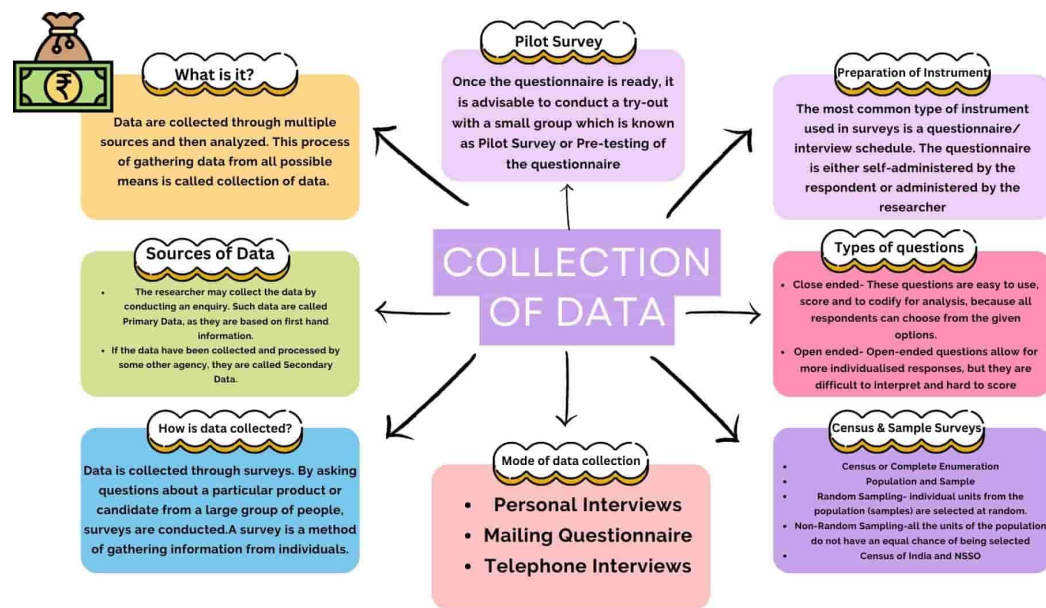 Pilot Survey
Once the questionnaire is ready, it
is advisable to conduct a try-out
with a small group which is known
as Pilot Survey or Pre-testing of
of the questionnaire
What is it?
Data are collected through multiple
sources and then analyzed. This process
of gathering data from all possible
means is called collection of data.
₹
Preparation of Instrument
The most common type of instrument
used in surveys is a questionnaire/
interview schedule. The questionnaire
is either self-administered by the
respondent or administered by the
researcher
COLLECTION
OF DATA
Sources of Data
• The researcher may collect the data by
conducting an enquiry. Such data are called
Primary Data, as they are based on first hand
information.
• If the data have been collected and processed by
some other agency, they are called Secondary
Data.
Types of questions
• Close ended- These questions are easy to use,
score and to codify for analysis, because all
respondents can choose from the given
options.
• Open ended- Open-ended questions allow for
more individualised responses, but they are
difficult to interpret and hard to score
How is data collected?
Data is collected through surveys. By asking
questions about a particular product or
candidate from a large group of people,
surveys are conducted.A survey is a method
of gathering information from individuals.
Mode of data collection
• Personal Interviews
• Mailing Questionnaire
• Telephone Interviews
Census & Sample Surveys
• Census or Complete Enumeration
• Population and Sample
• Random Sampling- individual units from the
population (samples) are selected at random.
• Non-Random Sampling-all the units of the population
do not have an equal chance of being selected
• Census of India and NSSO